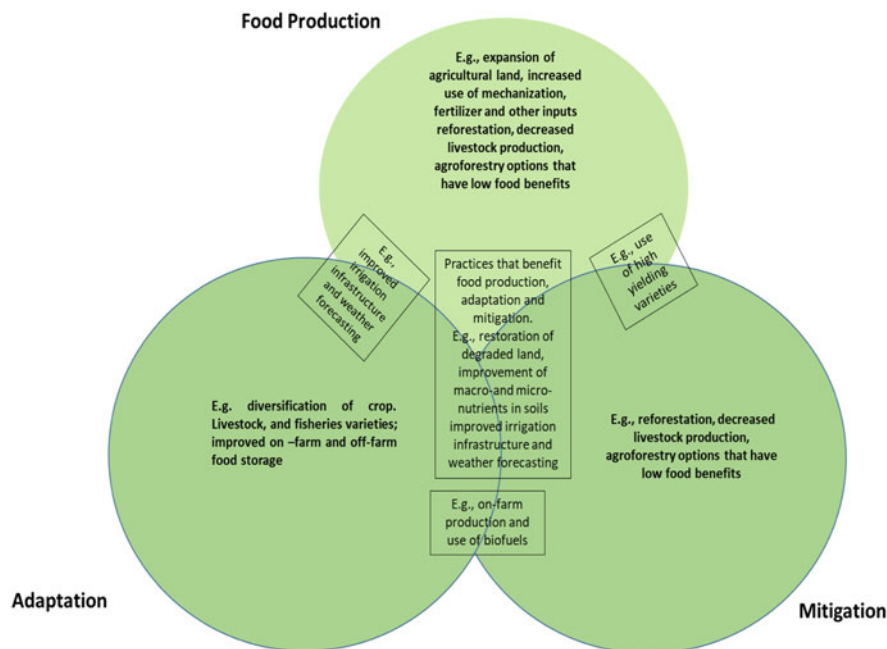 Food Production
E.g., expansion of
agricultural land, increased
use of mechanization,
fertilizer and other inputs
reforestation, decreased
livestock production,
agroforestry options that
have low food benefits
E.g.,
improved
irrigation
infrastructure
and weather
forecasting
Practices that benefit
food production,
adaptation and
mitigation.
E.g., restoration of
degraded land,
improvement of
macro-and micro-
nutrients in soils
improved irrigation
infrastructure and
weather forecasting
E.g., use
of high
yielding
varieties
E.g. diversification of crop.
Livestock, and fisheries varieties;
improved on –farm and off-farm
food storage
E.g., reforestation, decreased
livestock production,
agroforestry options that have
low food benefits
E.g., on-farm
production and
use of biofuels
Adaptation
Mitigation